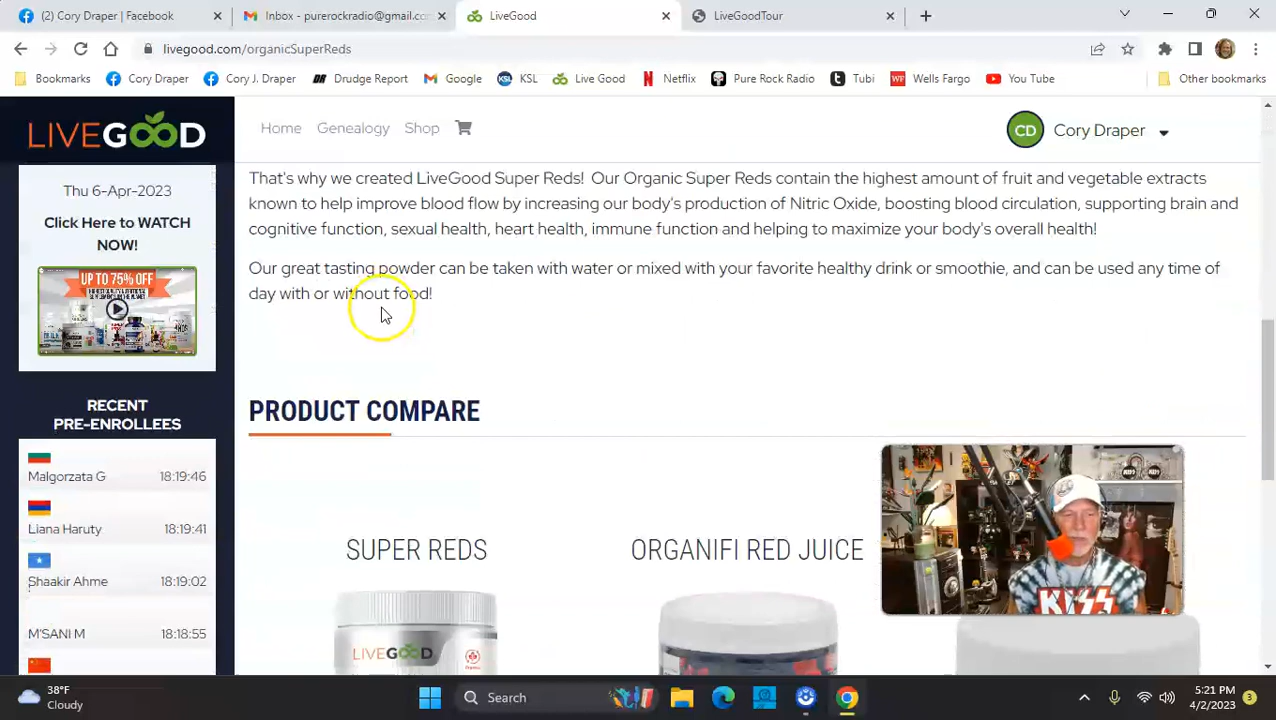 (2) Cory Draper | Facebook
Inbox - purerockradio@gmail.co
LiveGood
LiveGoodTour
livegood.com/organicSuperReds
Bookmarks
Cory Draper
Cory J. Draper
Drudge Report
Google
KSL
Live Good
Netflix
Pure Rock Radio
Tubi
Wells Fargo
You Tube
Other bookmarks
LIVEGOOD
Home
Genealogy
Shop
CD
Cory Draper
Thu 6-Apr-2023
Click Here to WATCH
NOW!
UP TO 75% OFF
RECENT
PRE-ENROLLEES
Malgorzata G 18:19:46
Liana Haruty 18:19:41
Shaakir Ahme 18:19:02
M'SANI M 18:18:55
That's why we created LiveGood Super Reds! Our Organic Super Reds contain the highest amount of fruit and vegetable extracts
known to help improve blood flow by increasing our body's production of Nitric Oxide, boosting blood circulation, supporting brain and
cognitive function, sexual health, heart health, immune function and helping to maximize your body's overall health!
Our great tasting powder can be taken with water or mixed with your favorite healthy drink or smoothie, and can be used any time of
day with or without food!
PRODUCT COMPARE
SUPER REDS
ORGANIFI RED JUICE
LIVEGOOD
KISS
38°F
Cloudy
Search
5:21 PM
4/2/2023
3